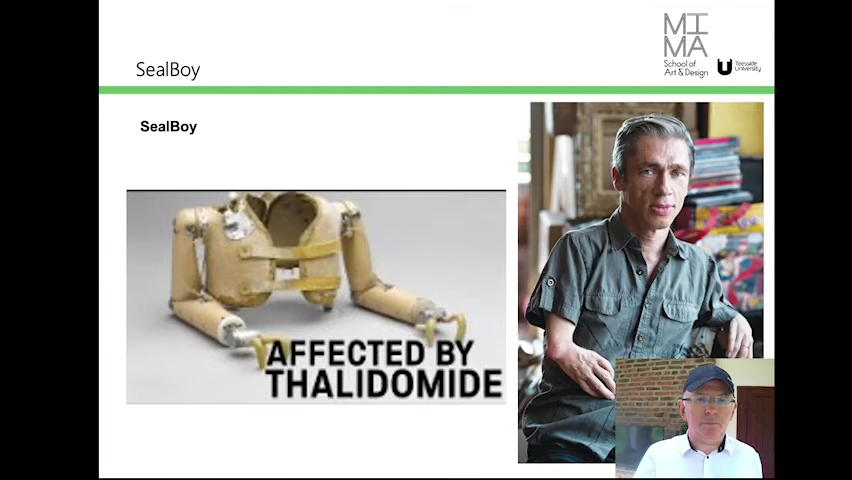 SealBoy
MI
MA
School of
Art & Design
Teesside
University
SealBoy
AFFECTED BY
THALIDOMIDE